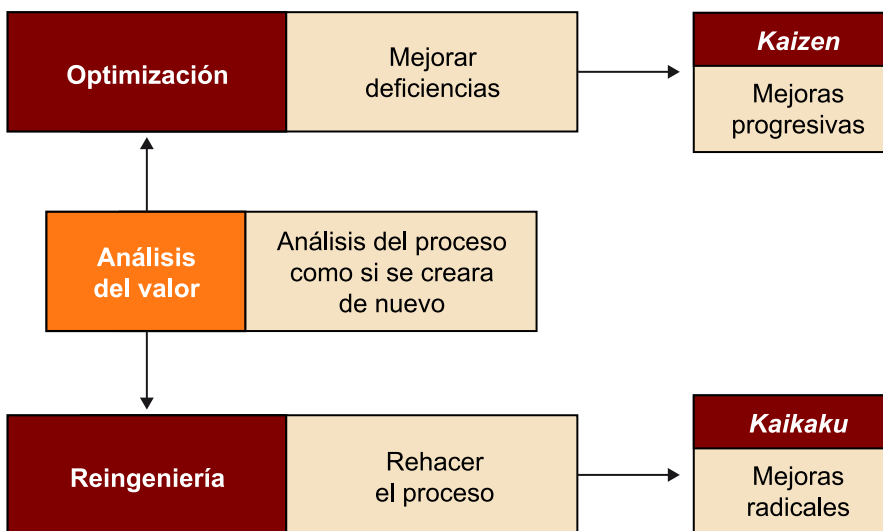 Optimización
Mejorar
deficiencias
Kaizen
Mejoras
progresivas
Análisis
del valor
Análisis del proceso
como si se creara
de nuevo
Reingeniería
Rehacer
el proceso
Kaikaku
Mejoras
radicales